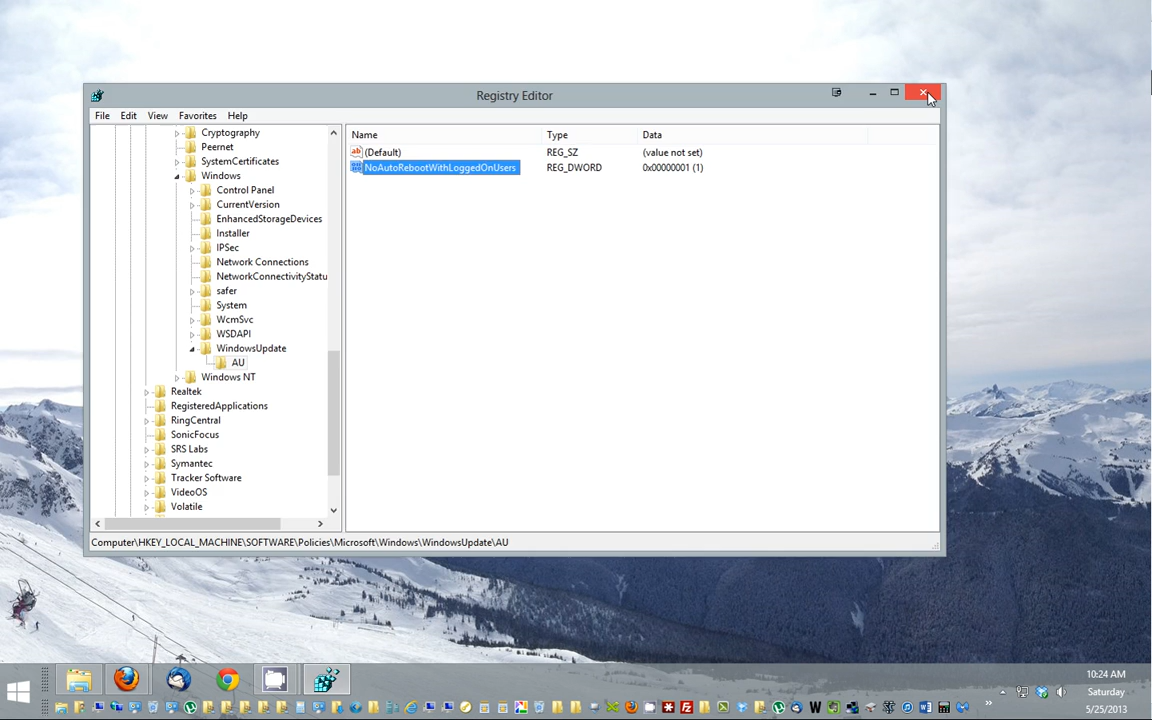 Registry Editor
File Edit View Favorites Help
Name Type Data
(Default) REG_SZ (value not set)
NoAutoRebootWithLoggedOnUsers REG_DWORD 0x00000001 (1)
Cryptography
Peernet
SystemCertificates
Windows
Control Panel
CurrentVersion
EnhancedStorageDevices
Installer
IPSec
Network Connections
NetworkConnectivityStatu
safer
System
WcmSvc
WSDAPI
WindowsUpdate
AU
Windows NT
Realtek
RegisteredApplications
RingCentral
SonicFocus
SRS Labs
Symantec
Tracker Software
VideoOS
Volatile
Computer\HKEY_LOCAL_MACHINE\SOFTWARE\Policies\Microsoft\Windows\WindowsUpdate\AU
10:24 AM
Saturday
5/25/2013